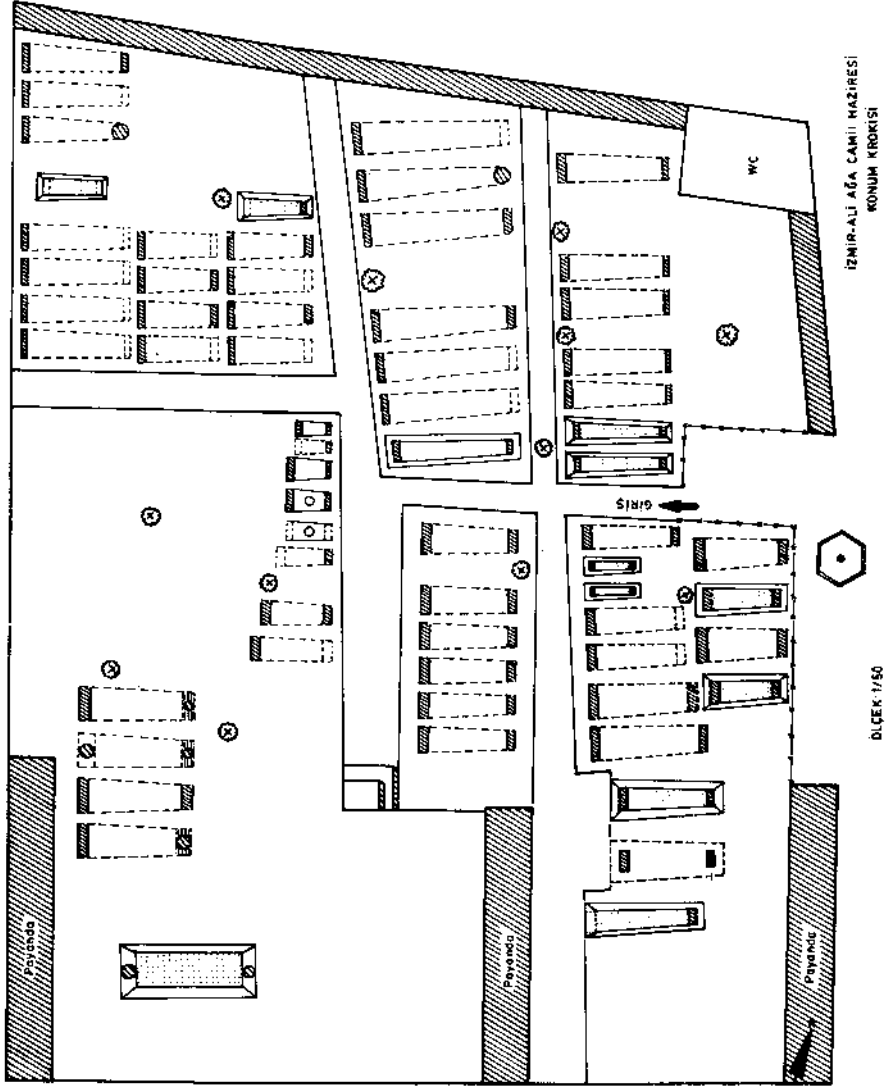 İZMİR-ALİ AĞA CAMİİ HAZİRESİ
KONUM KROKİSİ
WC
GİRİŞ
ÖLÇEK 1/50
Payanda
Payanda
Payanda